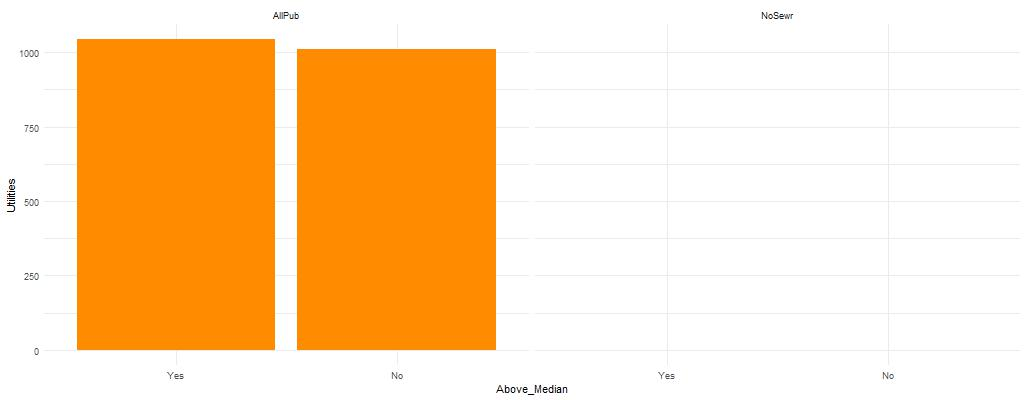 AllPub
NoSewr
1000
750
500
250
0
Utilities
Yes
No
Yes
No
Above_Median